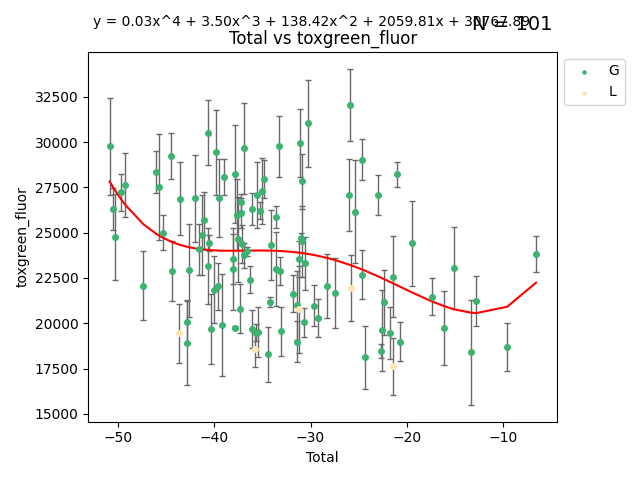 y = 0.03x^4 + 3.50x^3 + 138.42x^2 + 2059.81x +
N = 101
Total vs toxgreen_fluor
G
L
32500
30000
27500
25000
22500
20000
17500
15000
toxgreen_fluor
−50
−40
−30
−20
−10
Total